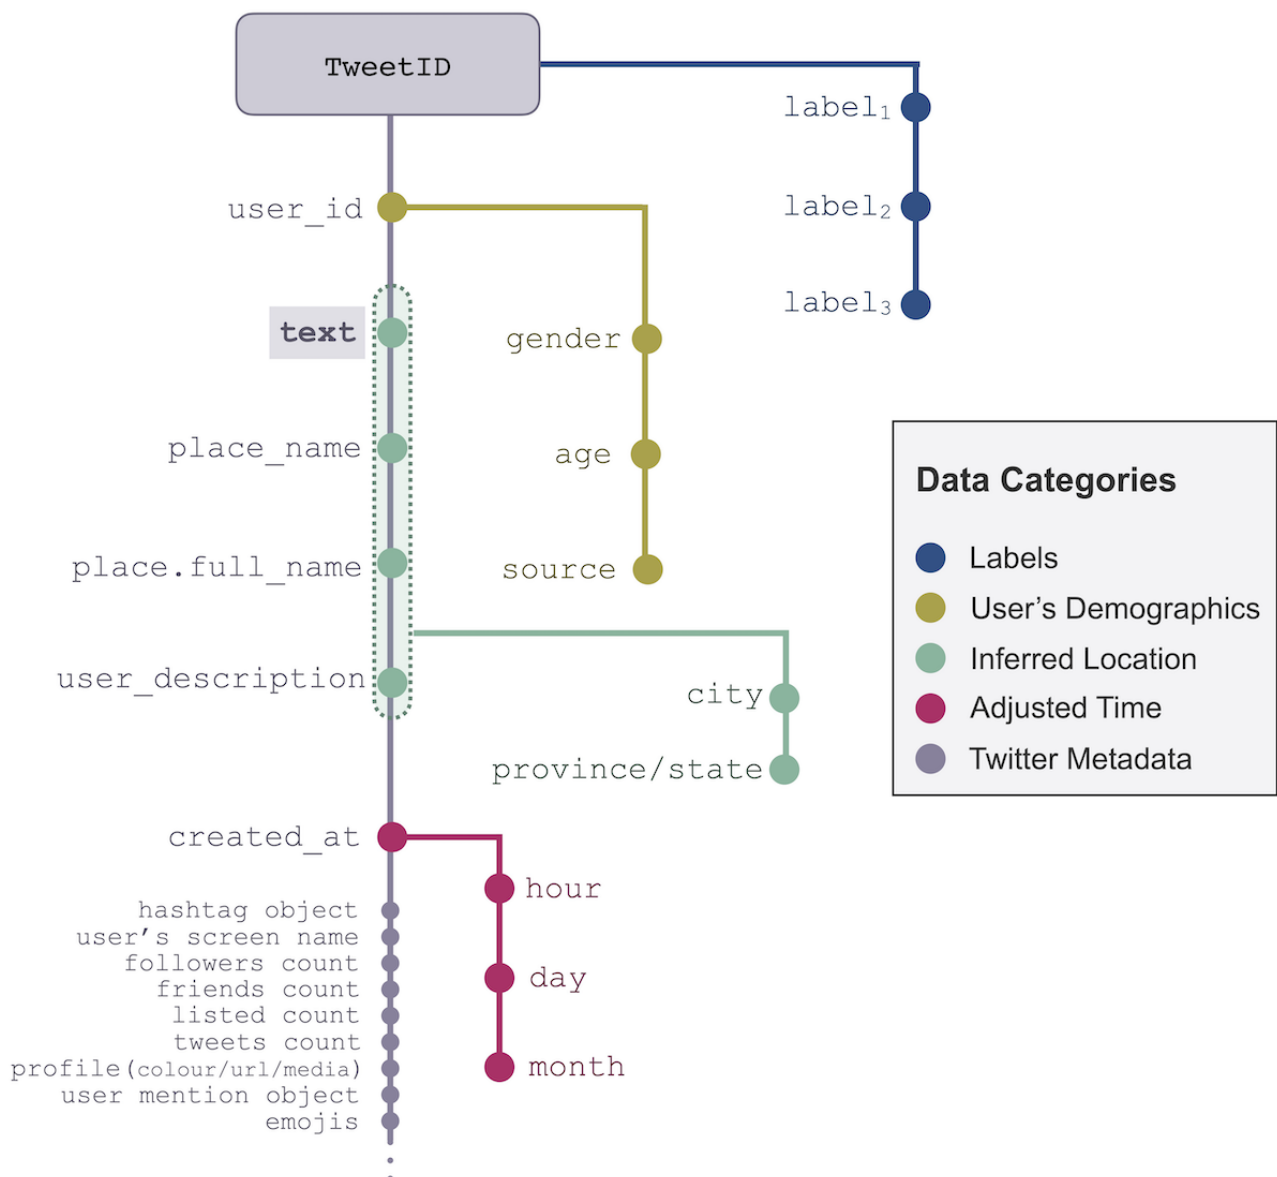 TweetID
label₁
label₂
label₃
user_id
text
place_name
place.full_name
user_description
gender
age
source
city
province/state
created_at
hour
day
month
hashtag object
user’s screen name
followers count
friends count
listed count
tweets count
profile(colour/url/media)
user mention object
emojis
Data Categories
Labels
User’s Demographics
Inferred Location
Adjusted Time
Twitter Metadata